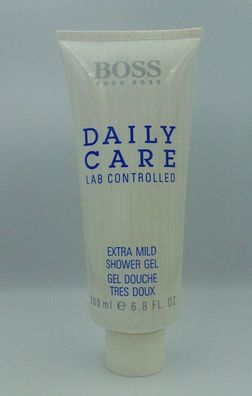 BOSS
HUGO BOSS
DAILY
CARE
LAB CONTROLLED
EXTRA MILD
SHOWER GEL
GEL DOUCHE
TRES DOUX
200 ml e 6.8 FL. OZ.